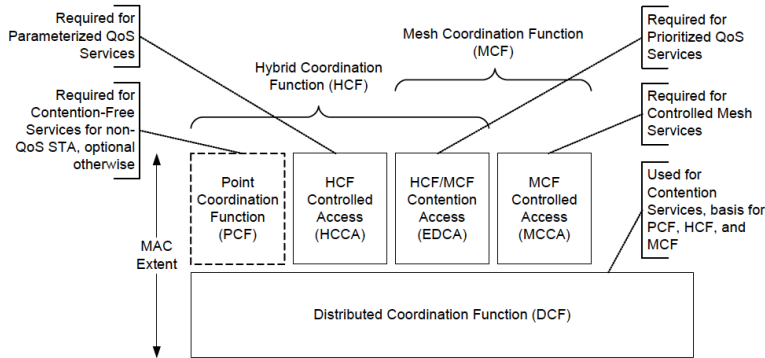 Required for
Parameterized QoS
Services
Mesh Coordination Function
(MCF)
Required for
Prioritized QoS
Services
Hybrid Coordination
Function (HCF)
Required for
Contention-Free
Services for non-
QoS STA, optional
otherwise
Required for
Controlled Mesh
Services
Point
Coordination
Function
(PCF)
HCF
Controlled
Access
(HCCA)
HCF/MCF
Contention
Access
(EDCA)
MCF
Controlled
Access
(MCCA)
Used for
Contention
Services, basis for
PCF, HCF, and
MCF
MAC
Extent
Distributed Coordination Function (DCF)